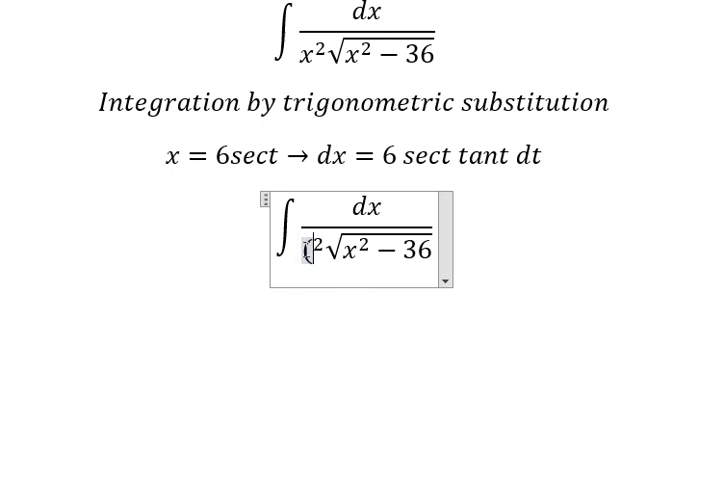 ∫ dx / (x²√(x² − 36))
Integration by trigonometric substitution
x = 6sect → dx = 6 sect tant dt
∫ dx / ((²√(x² − 36))